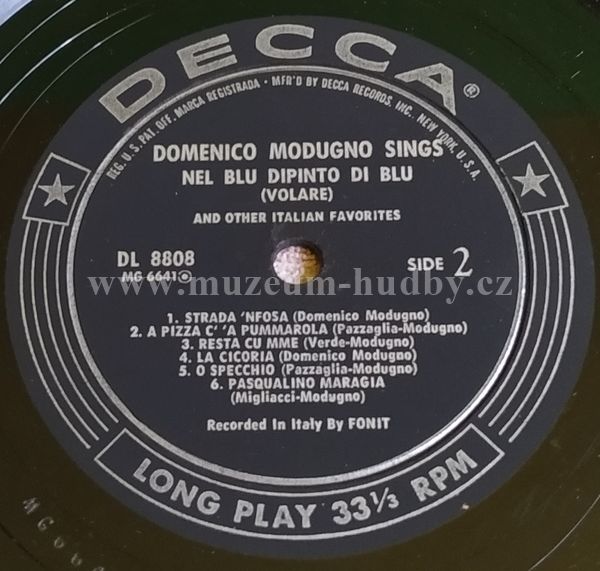 DECCA®
REG. U.S. PAT. OFF. MARCA REGISTRADA • MFR'D BY DECCA RECORDS, INC., NEW YORK, U.S.A.
DOMENICO MODUGNO SINGS
NEL BLU DIPINTO DI BLU
(VOLARE)
AND OTHER ITALIAN FAVORITES
DL 8808
MG 6641
SIDE 2
www.muzeum-hudby.cz
1. STRADA 'NFOSA (Domenico Modugno)
2. A PIZZA C' 'A PUMMAROLA (Pazzaglia-Modugno)
3. RESTA CU MME (Verde-Modugno)
4. LA CICORIA (Domenico Modugno)
5. O SPECCHIO (Pazzaglia-Modugno)
6. PASQUALINO MARAGIA
(Migliacci-Modugno)
Recorded In Italy By FONIT
LONG PLAY 33⅓ RPM